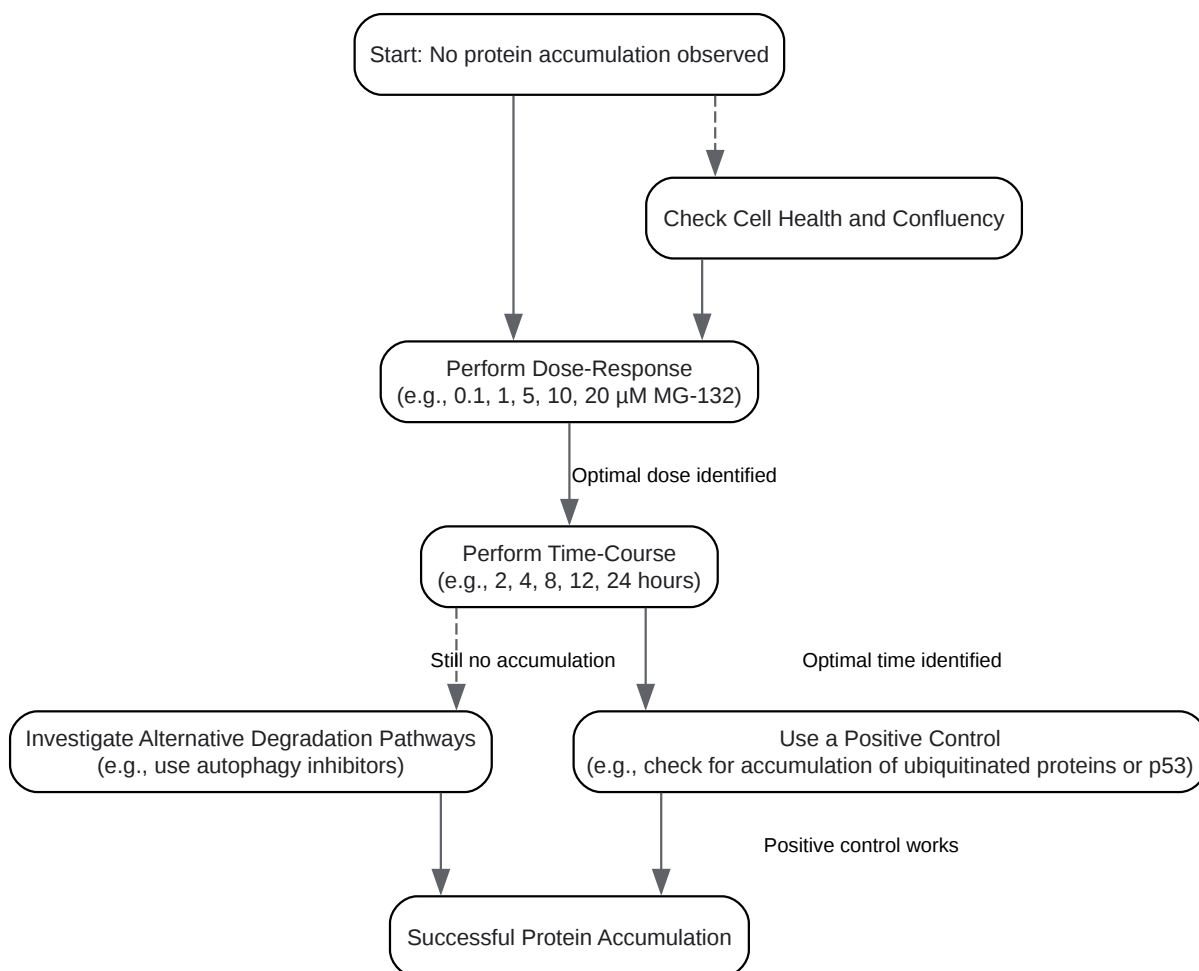 Start: No protein accumulation observed
Check Cell Health and Confluency
Perform Dose-Response
(e.g., 0.1, 1, 5, 10, 20 µM MG-132)
Optimal dose identified
Perform Time-Course
(e.g., 2, 4, 8, 12, 24 hours)
Still no accumulation
Optimal time identified
Investigate Alternative Degradation Pathways
(e.g., use autophagy inhibitors)
Use a Positive Control
(e.g., check for accumulation of ubiquitinated proteins or p53)
Positive control works
Successful Protein Accumulation